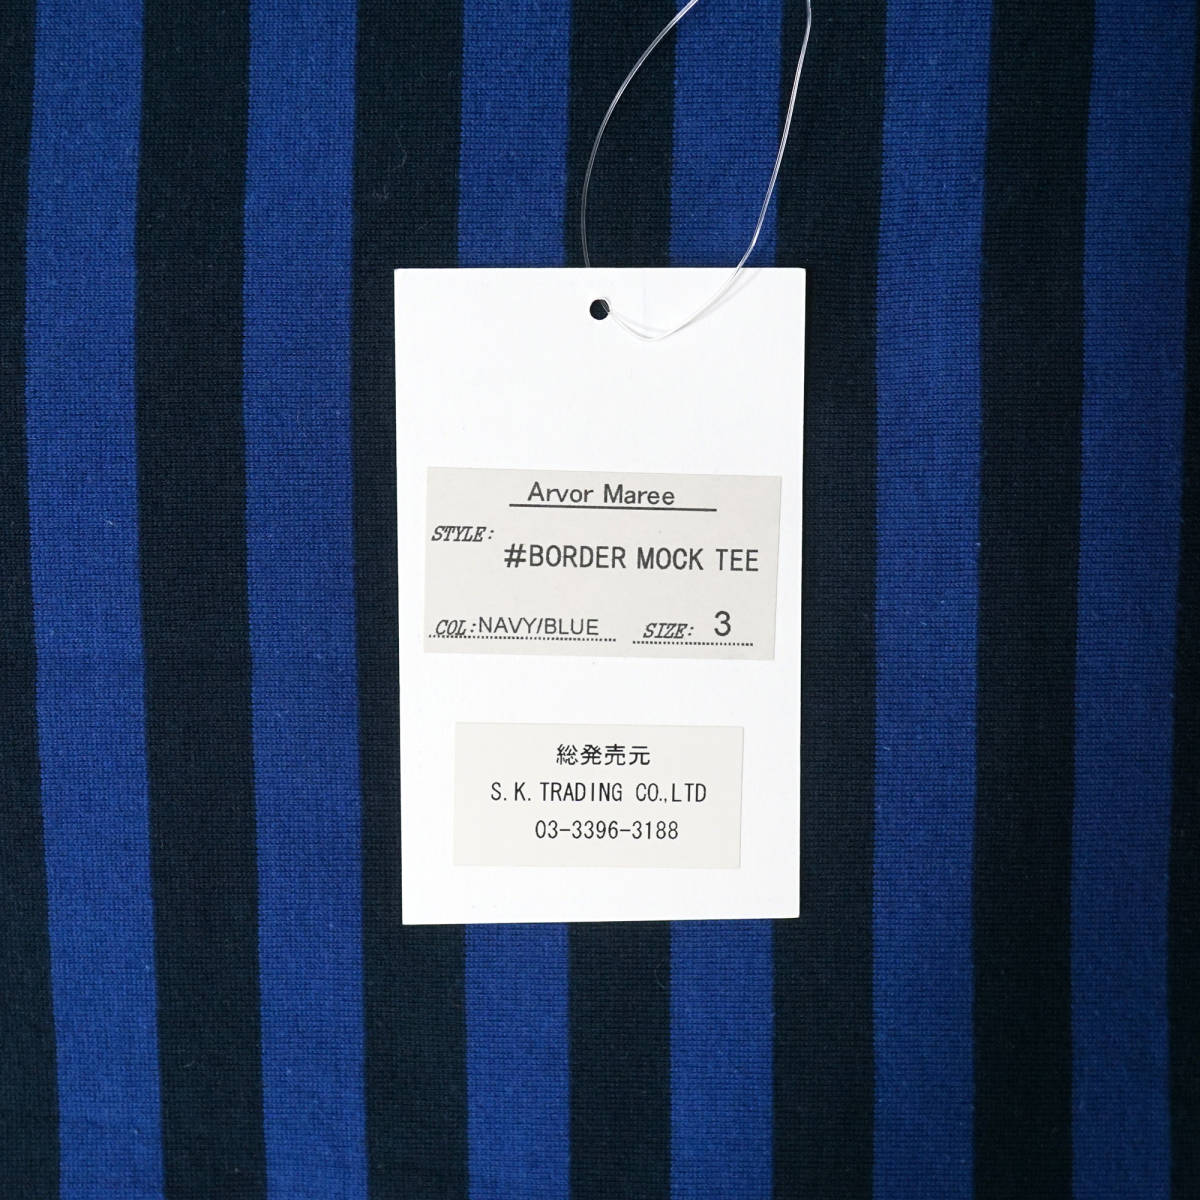 Arvor Maree
STYLE:
#BORDER MOCK TEE
COL:NAVY/BLUE SIZE: 3
総発売元
S.K.TRADING CO.,LTD
03-3396-3188